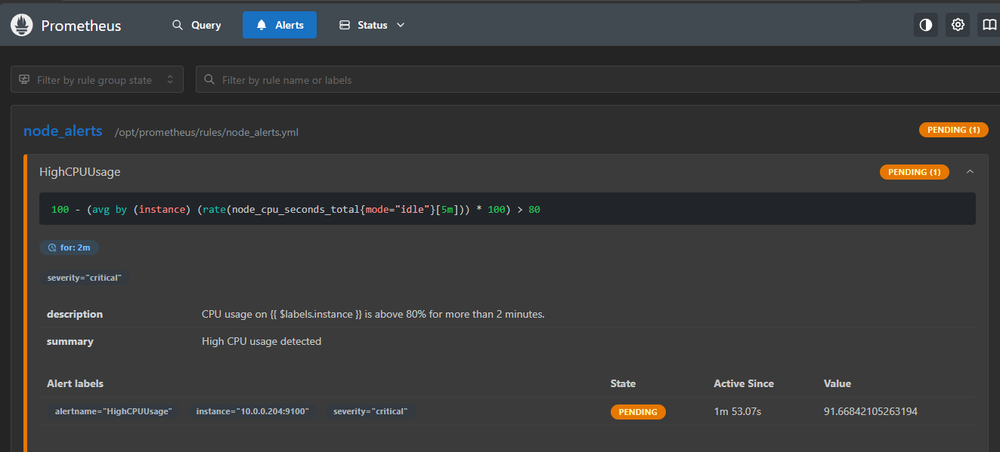 Prometheus Query Alerts Status
Filter by rule group state Filter by rule name or labels
node_alerts /opt/prometheus/rules/node_alerts.yml PENDING (1)
HighCPUUsage PENDING (1)
100 - (avg by (instance) (rate(node_cpu_seconds_total{mode="idle"}[5m])) * 100) > 80
for: 2m
severity="critical"
description CPU usage on {{ $labels.instance }} is above 80% for more than 2 minutes.
summary High CPU usage detected
Alert labels State Active Since Value
alertname="HighCPUUsage" instance="10.0.0.204:9100" severity="critical" PENDING 1m 53.07s 91.66842105263194